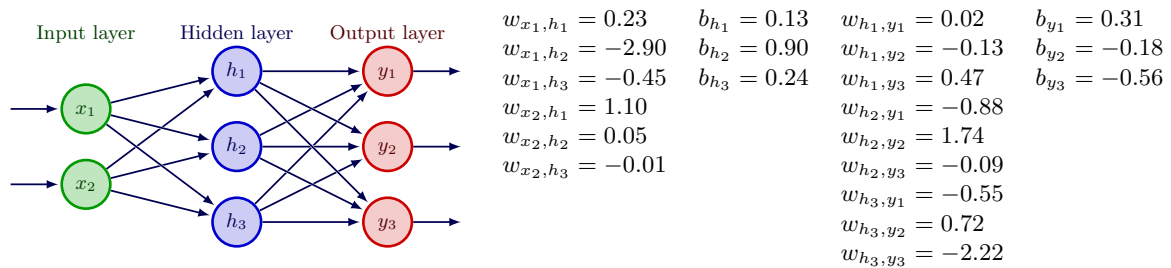 Input layer
Hidden layer
Output layer
x₁
x₂
h₁
h₂
h₃
y₁
y₂
y₃
w_{x₁,h₁} = 0.23
w_{x₁,h₂} = −2.90
w_{x₁,h₃} = −0.45
w_{x₂,h₁} = 1.10
w_{x₂,h₂} = 0.05
w_{x₂,h₃} = −0.01
b_{h₁} = 0.13
b_{h₂} = 0.90
b_{h₃} = 0.24
w_{h₁,y₁} = 0.02
w_{h₁,y₂} = −0.13
w_{h₁,y₃} = 0.47
w_{h₂,y₁} = −0.88
w_{h₂,y₂} = 1.74
w_{h₂,y₃} = −0.09
w_{h₃,y₁} = −0.55
w_{h₃,y₂} = 0.72
w_{h₃,y₃} = −2.22
b_{y₁} = 0.31
b_{y₂} = −0.18
b_{y₃} = −0.56